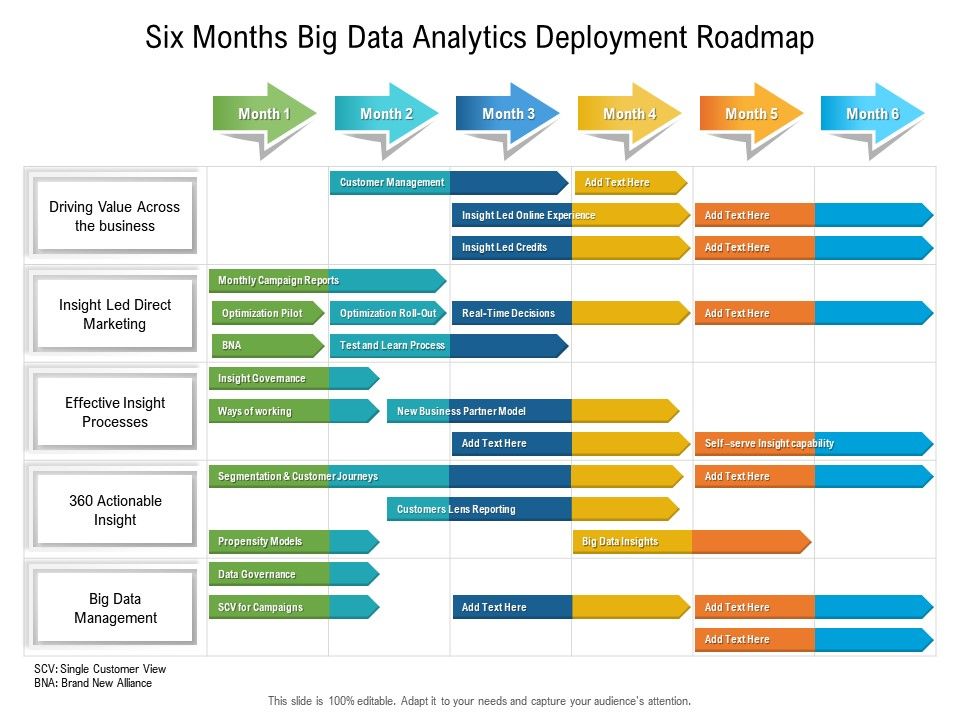 Six Months Big Data Analytics Deployment Roadmap
Month 1
Month 2
Month 3
Month 4
Month 5
Month 6
Driving Value Across
the business
Customer Management
Add Text Here
Insight Led Online Experience
Add Text Here
Insight Led Credits
Add Text Here
Insight Led Direct
Marketing
Monthly Campaign Reports
Optimization Pilot
Optimization Roll-Out
Real-Time Decisions
Add Text Here
BNA
Test and Learn Process
Effective Insight
Processes
Insight Governance
Ways of working
New Business Partner Model
Add Text Here
Self–serve Insight capability
360 Actionable
Insight
Segmentation & Customer Journeys
Add Text Here
Customers Lens Reporting
Propensity Models
Big Data Insights
Big Data
Management
Data Governance
SCV for Campaigns
Add Text Here
Add Text Here
Add Text Here
SCV: Single Customer View
BNA: Brand New Alliance
This slide is 100% editable. Adapt it to your needs and capture your audience's attention.